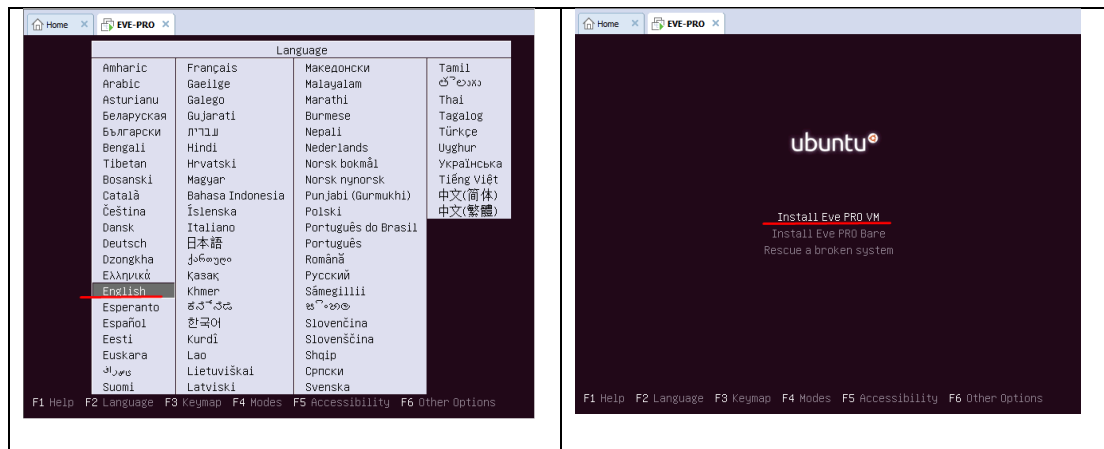 Home × EVE-PRO ×
Language
Amharic
Arabic
Asturianu
Беларуская
Български
Bengali
Tibetan
Bosanski
Català
Čeština
Dansk
Deutsch
Dzongkha
Ελληνικά
English
Esperanto
Español
Eesti
Euskara
Suomi
Français
Gaeilge
Galego
Gujarati
עברית
Hindi
Hrvatski
Magyar
Bahasa Indonesia
Íslenska
Italiano
日本語
ქართული
Қазақ
Khmer
ಕನ್ನಡ
한국어
Kurdî
Lao
Lietuviškai
Latviski
Македонски
Malayalam
Marathi
Burmese
Nepali
Nederlands
Norsk bokmål
Norsk nynorsk
Punjabi (Gurmukhi)
Polski
Português do Brasil
Português
Română
Русский
Sámegillii
Slovenčina
Slovenščina
Shqip
Српски
Svenska
Tamil
తెలుగు
Thai
Tagalog
Türkçe
Uyghur
Українська
Tiếng Việt
中文(简体)
中文(繁體)
F1 Help F2 Language F3 Keymap F4 Modes F5 Accessibility F6 Other Options
Home × EVE-PRO ×
ubuntu
Install Eve PRO VM
Install Eve PRO Bare
Rescue a broken system
F1 Help F2 Language F3 Keymap F4 Modes F5 Accessibility F6 Other Options